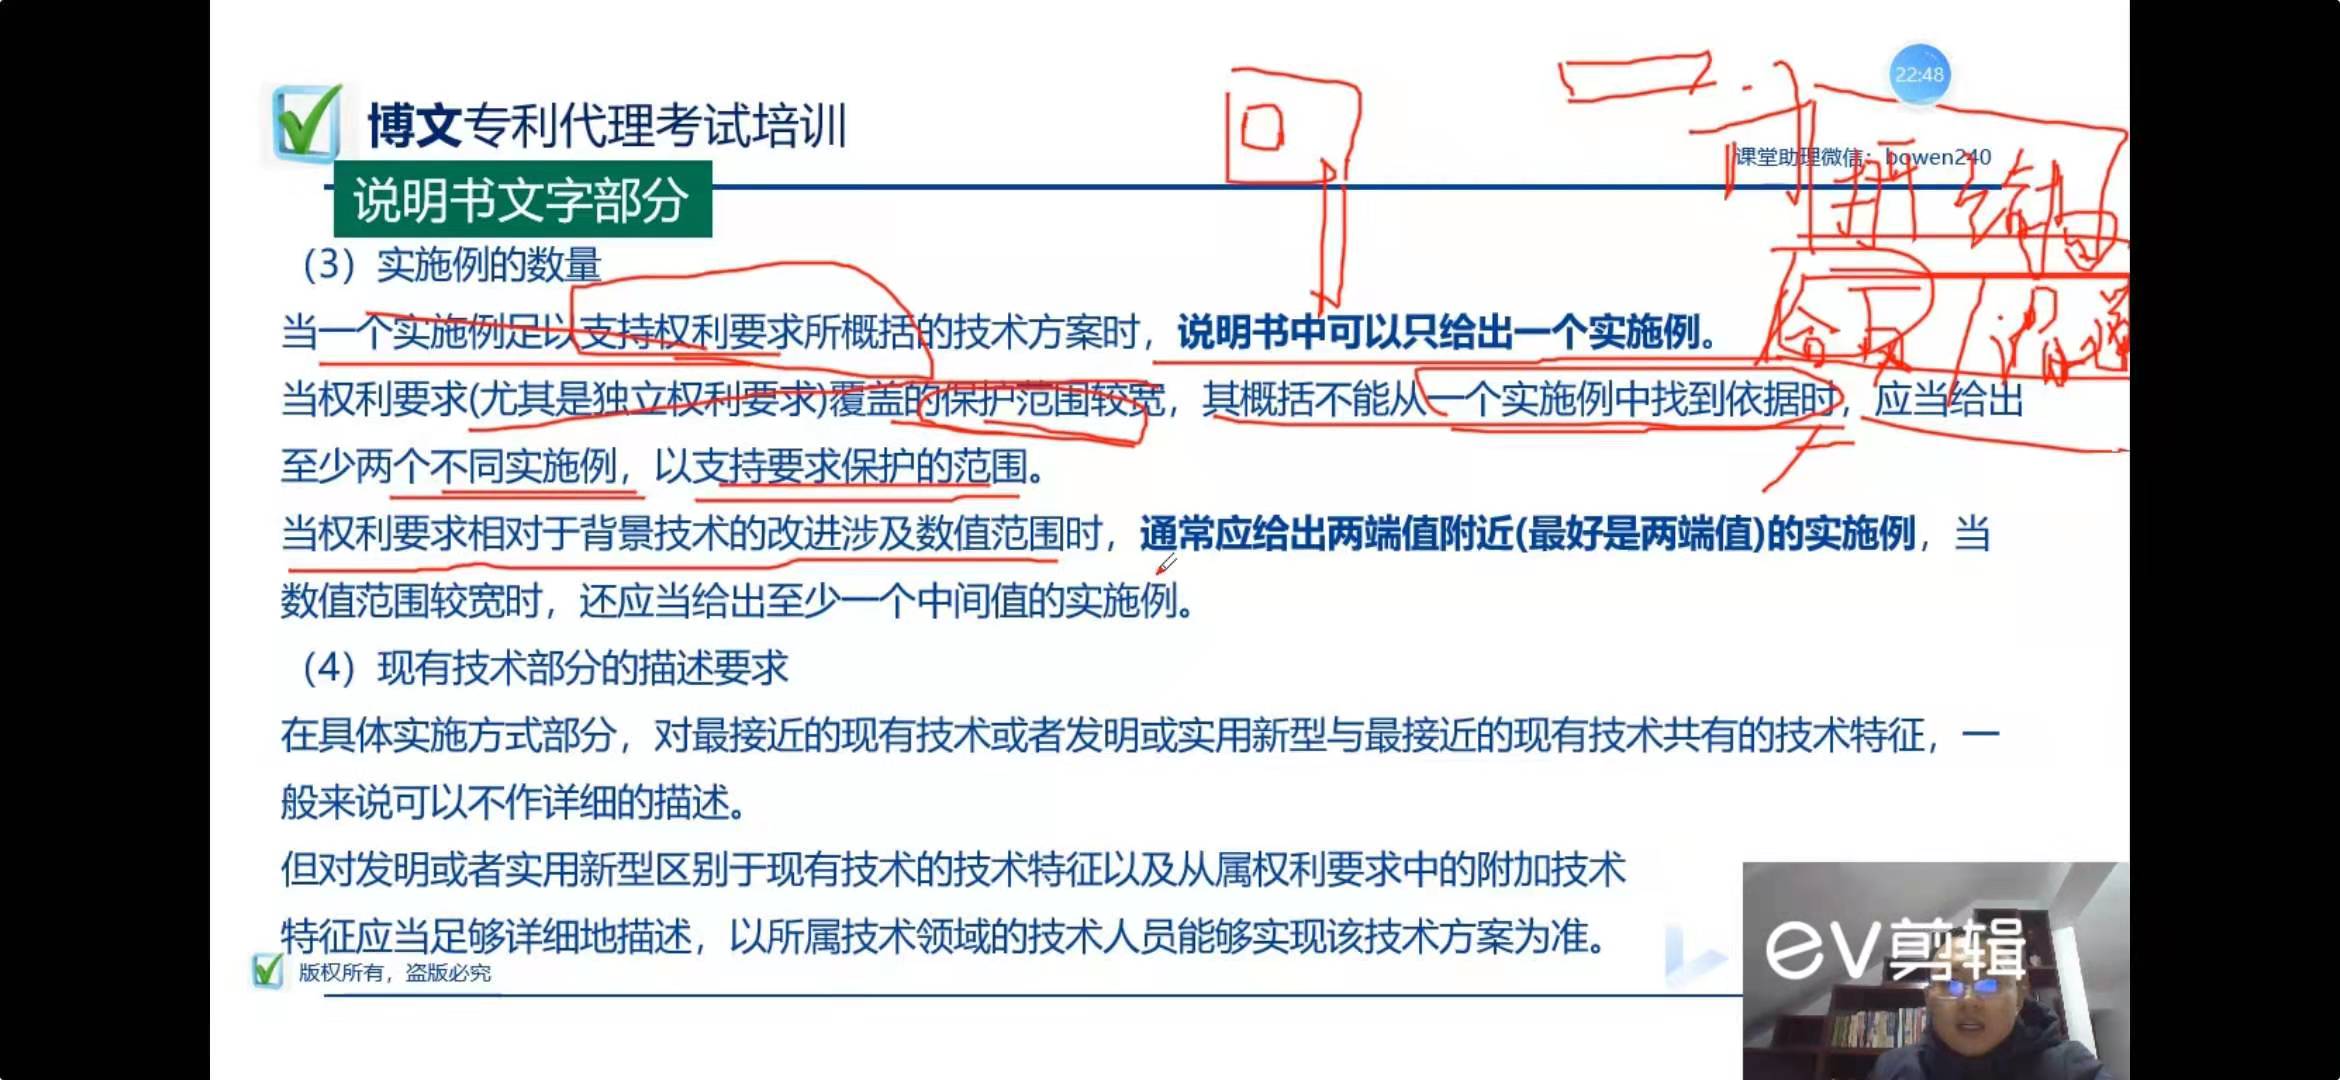 22:48
博文专利代理考试培训
课堂助理微信：bowen240
说明书文字部分
（3）实施例的数量
当一个实施例足以支持权利要求所概括的技术方案时，说明书中可以只给出一个实施例。
当权利要求(尤其是独立权利要求)覆盖的保护范围较宽，其概括不能从一个实施例中找到依据时，应当给出
至少两个不同实施例，以支持要求保护的范围。
当权利要求相对于背景技术的改进涉及数值范围时，通常应给出两端值附近(最好是两端值)的实施例，当
数值范围较宽时，还应当给出至少一个中间值的实施例。
（4）现有技术部分的描述要求
在具体实施方式部分，对最接近的现有技术或者发明或实用新型与最接近的现有技术共有的技术特征，一
般来说可以不作详细的描述。
但对发明或者实用新型区别于现有技术的技术特征以及从属权利要求中的附加技术
特征应当足够详细地描述，以所属技术领域的技术人员能够实现该技术方案为准。
版权所有，盗版必究
ev剪辑